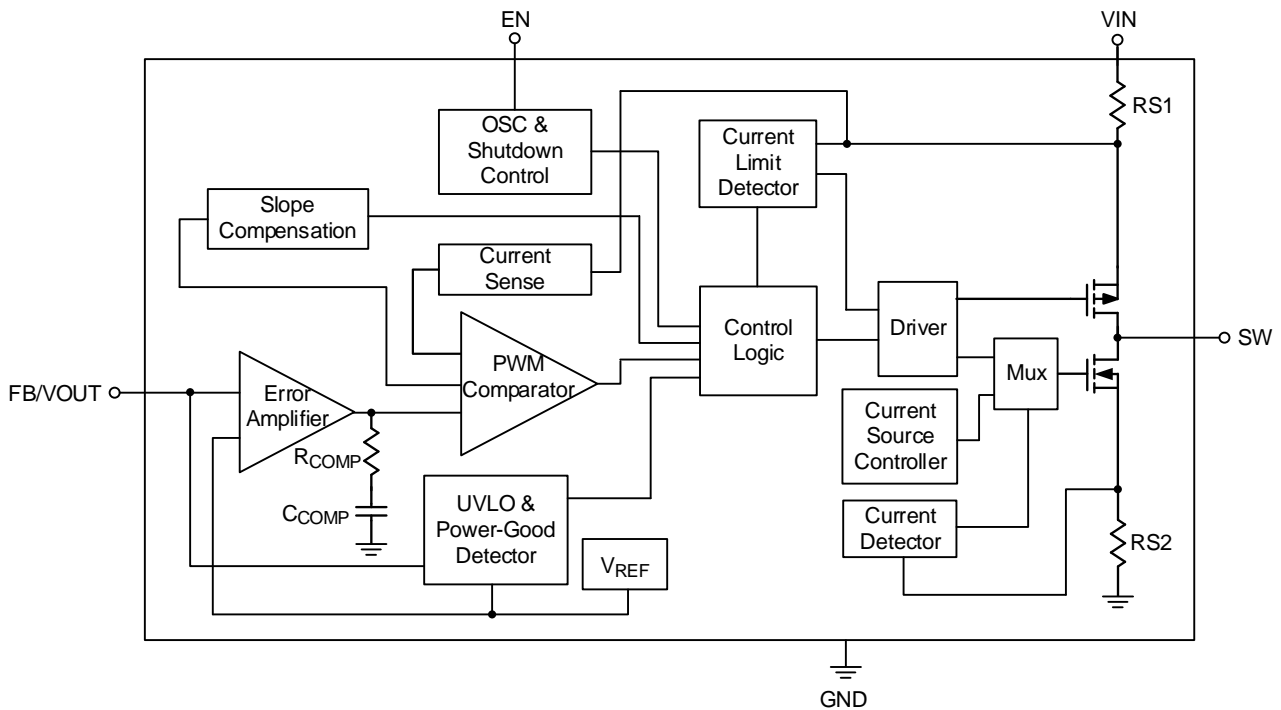 EN
VIN
RS1
OSC &
Shutdown
Control
Current
Limit
Detector
Slope
Compensation
Current
Sense
PWM
Comparator
Control
Logic
Driver
Mux
SW
FB/VOUT
Error
Amplifier
RCOMP
CCOMP
UVLO &
Power-Good
Detector
VREF
Current
Source
Controller
Current
Detector
RS2
GND